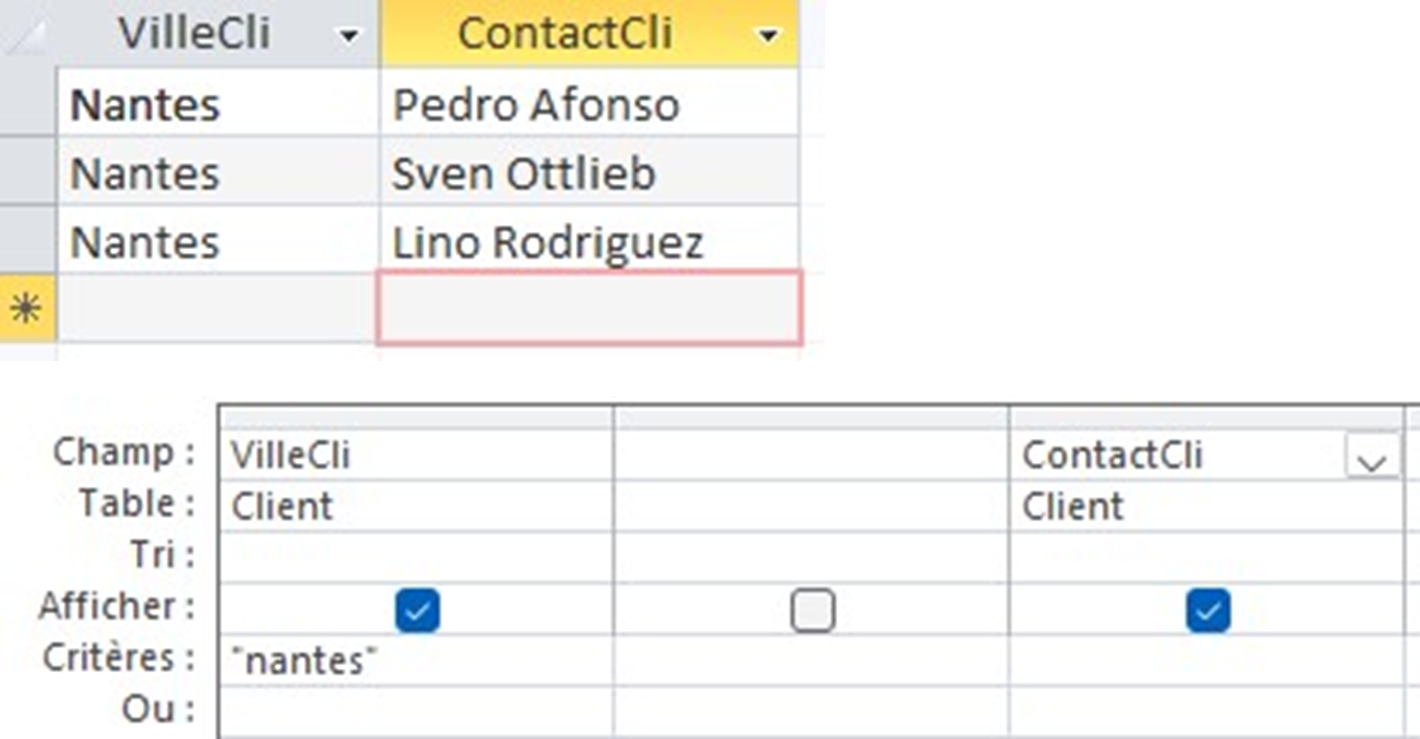 VilleCli ContactCli
Nantes Pedro Afonso
Nantes Sven Ottlieb
Nantes Lino Rodriguez
Champ : VilleCli ContactCli
Table : Client Client
Tri :
Afficher :
Critères : "nantes"
Ou :